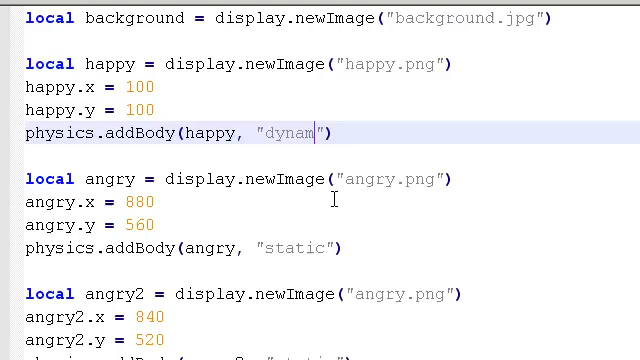 local background = display.newImage("background.jpg")
local happy = display.newImage("happy.png")
happy.x = 100
happy.y = 100
physics.addBody(happy, "dynam")
local angry = display.newImage("angry.png")
angry.x = 880
angry.y = 560
physics.addBody(angry, "static")
local angry2 = display.newImage("angry.png")
angry2.x = 840
angry2.y = 520